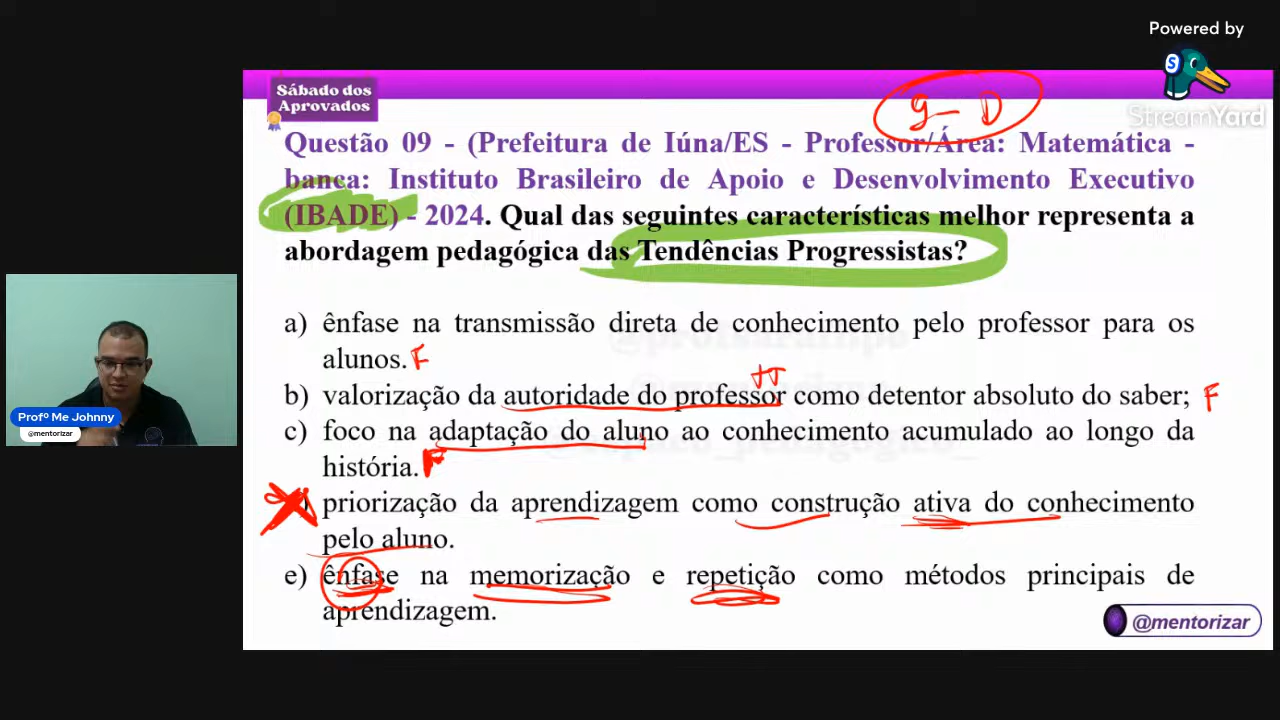 Powered by
StreamYard
Sábado dos
Aprovados
9- D
Questão 09 - (Prefeitura de Iúna/ES - Professor/Área: Matemática -
banca: Instituto Brasileiro de Apoio e Desenvolvimento Executivo
(IBADE) - 2024. Qual das seguintes características melhor representa a
abordagem pedagógica das Tendências Progressistas?
a) ênfase na transmissão direta de conhecimento pelo professor para os
alunos. F
b) valorização da autoridade do professor como detentor absoluto do saber; F
c) foco na adaptação do aluno ao conhecimento acumulado ao longo da
história. F
priorização da aprendizagem como construção ativa do conhecimento
pelo aluno.
e) ênfase na memorização e repetição como métodos principais de
aprendizagem.
Profº Me Johnny
@mentorizar
@mentorizar